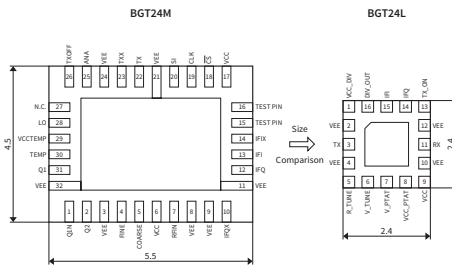 BGT24M
BGT24L
TXOFF ANA VEE TXX TX VEE SI CLK CS VCC
26 25 24 23 22 21 20 19 18 17
N.C. 27
LO 28
VCCTEMP 29
TEMP 30
Q1 31
VEE 32
16 TEST PIN
15 TEST PIN
14 IFIX
13 IFI
12 IFQ
11 VEE
1 2 3 4 5 6 7 8 9 10
Q1N Q2 VEE FINE COARSE VCC RFIN VEE VEE IFQX
4.5
5.5
Size
Comparison
VCC_DIV DIV_OUT IFI IFQ TX_ON
1 16 15 14 13
VEE 2
TX 3
VEE 4
12 VEE
11 RX
10 VEE
5 6 7 8 9
R_TUNE V_TUNE V_PTAT VCC_PTAT VCC
2.4
2.4